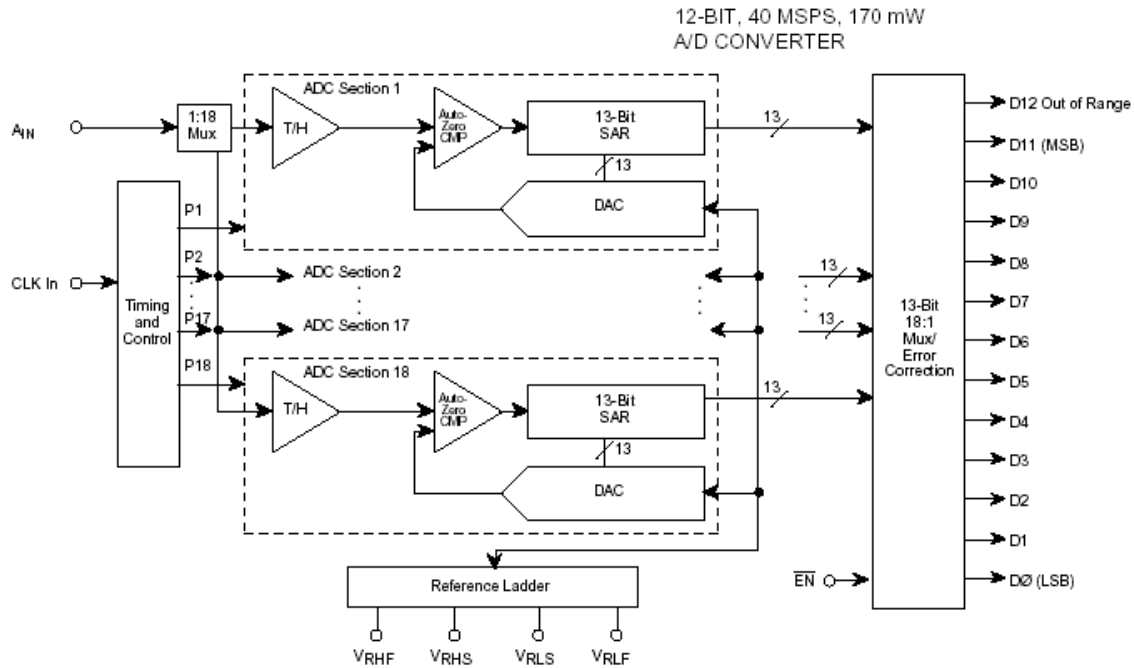 12-BIT, 40 MSPS, 170 mW
A/D CONVERTER
ADC Section 1
AIN
1:18
Mux
T/H
Auto-
Zero
CMP
13-Bit
SAR
13
13
DAC
P1
CLK In
Timing
and
Control
P2
ADC Section 2
13
P17
ADC Section 17
13
P18
ADC Section 18
T/H
Auto-
Zero
CMP
13-Bit
SAR
13
13
DAC
13-Bit
18:1
Mux/
Error
Correction
D12 Out of Range
D11 (MSB)
D10
D9
D8
D7
D6
D5
D4
D3
D2
D1
DØ (LSB)
EN
Reference Ladder
VRHF
VRHS
VRLS
VRLF